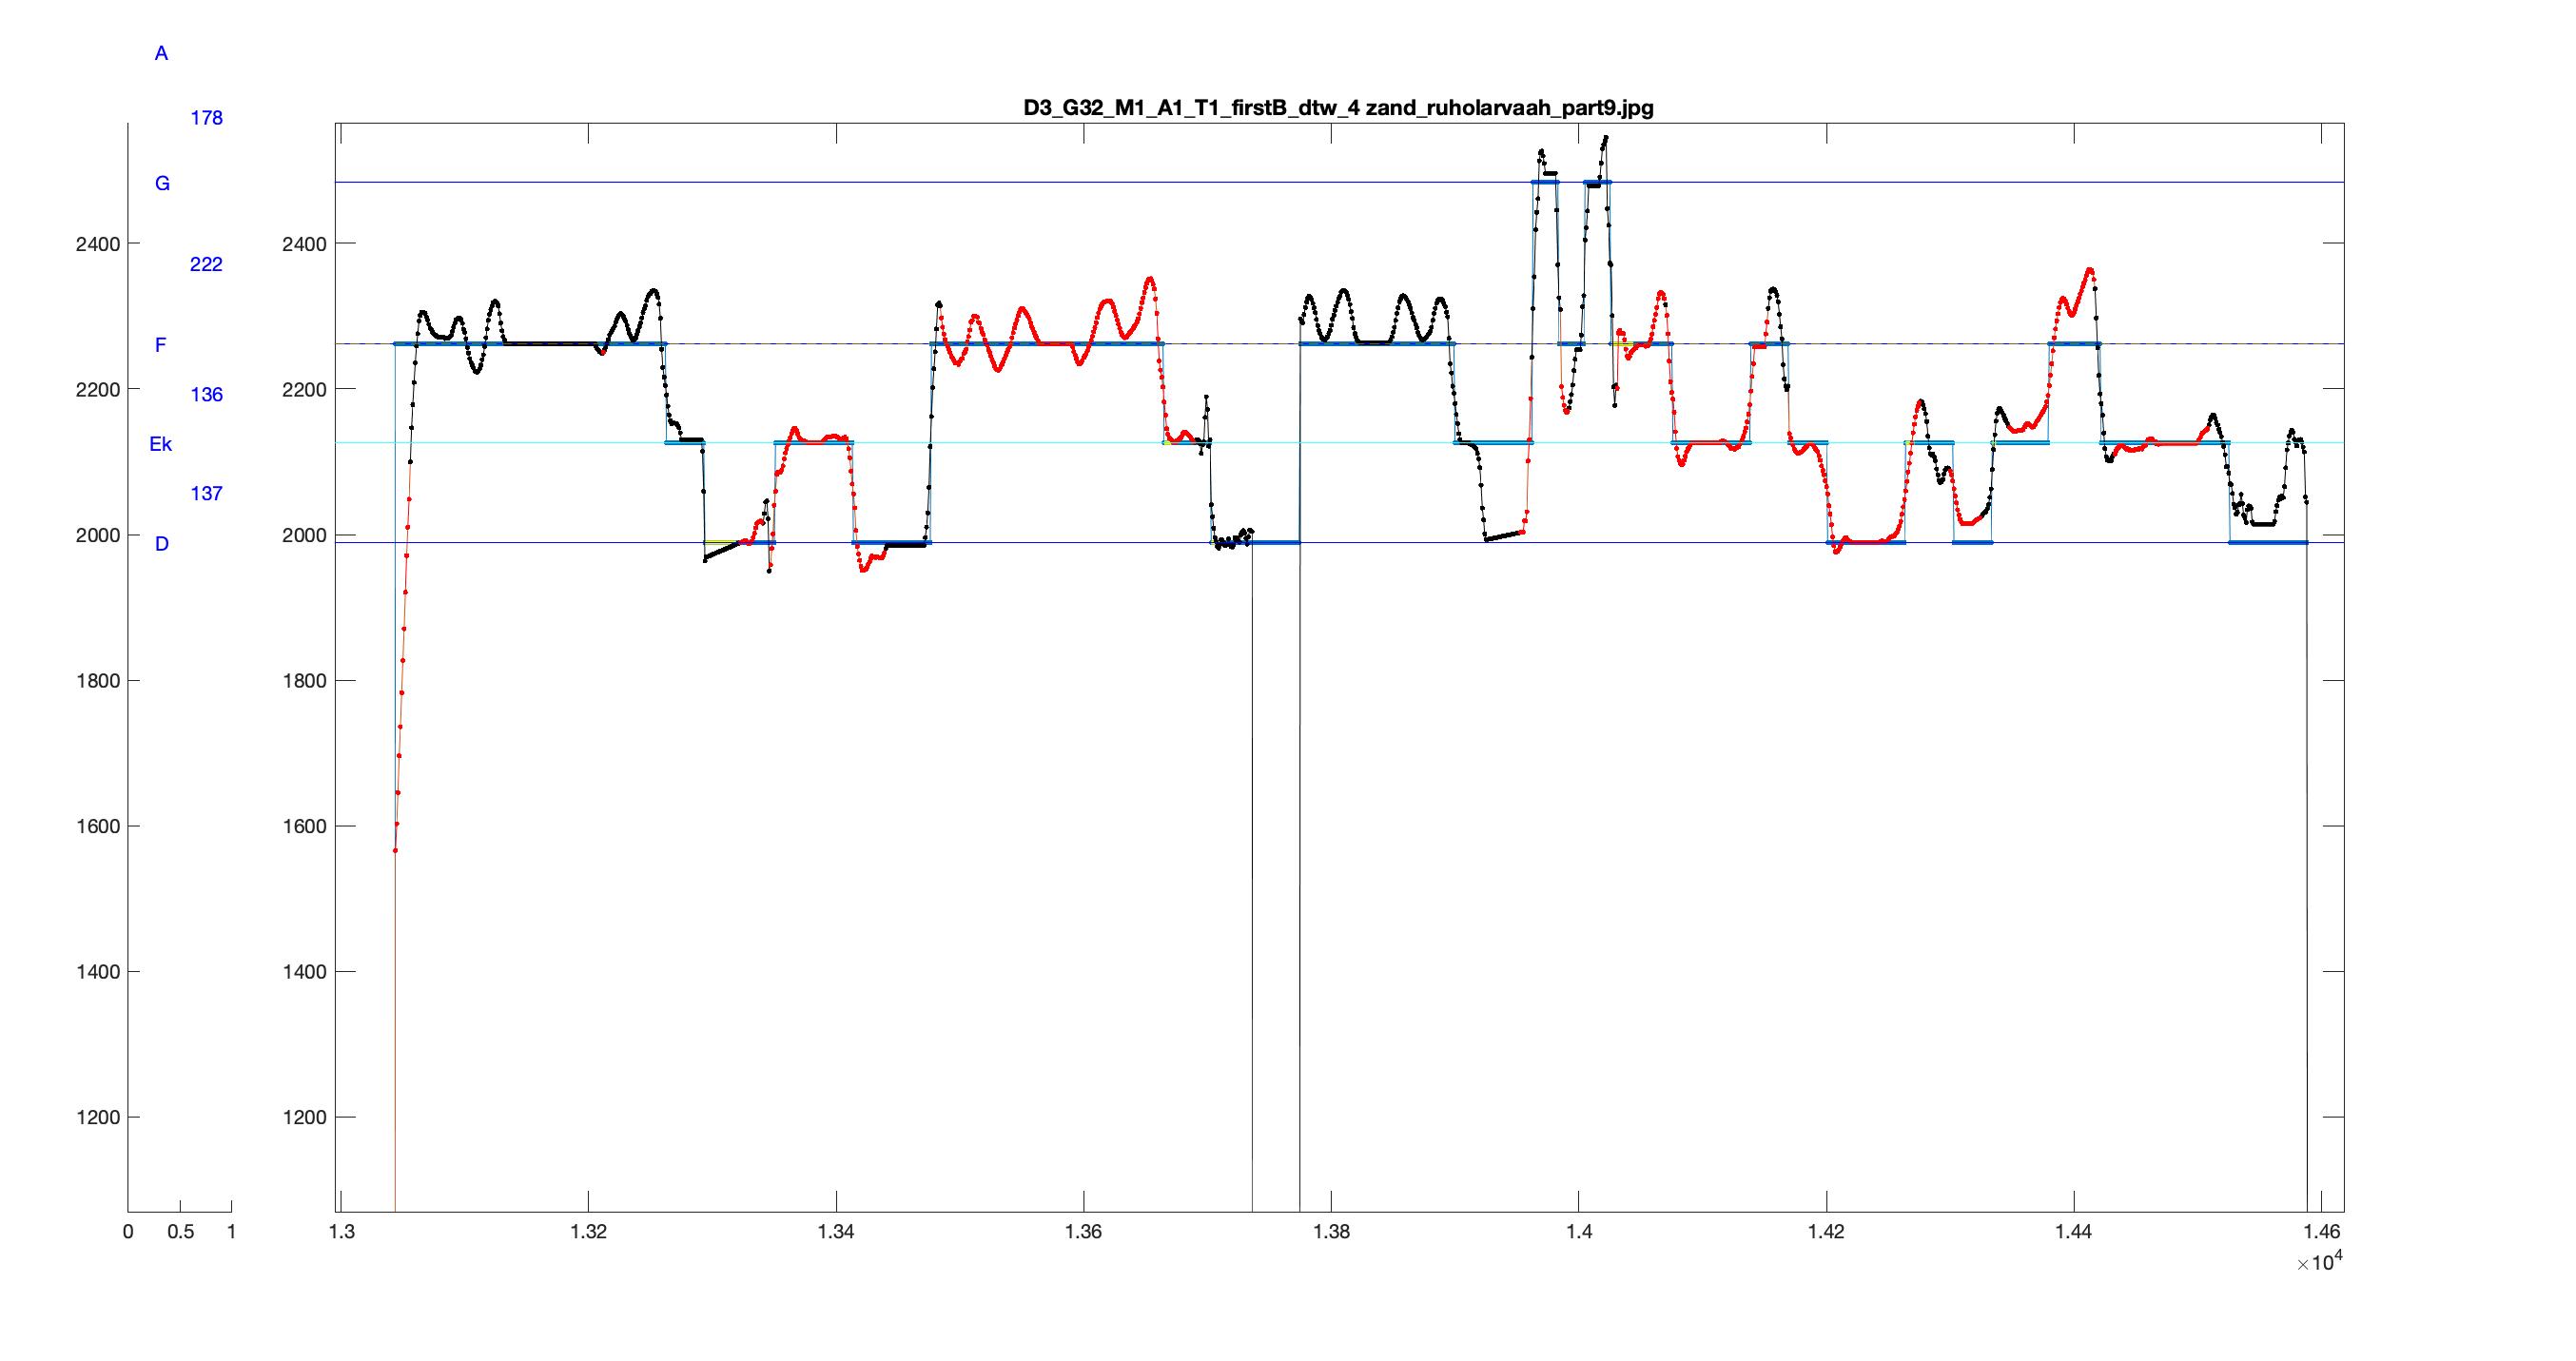 A
D3_G32_M1_A1_T1_firstB_dtw_4 zand_ruholarvaah_part9.jpg
178
G
2400 2400
222
F
2200 136 2200
Ek
137
2000 D 2000
1800 1800
1600 1600
1400 1400
1200 1200
0 0.5 1 1.3 1.32 1.34 1.36 1.38 1.4 1.42 1.44 1.46
×10⁴